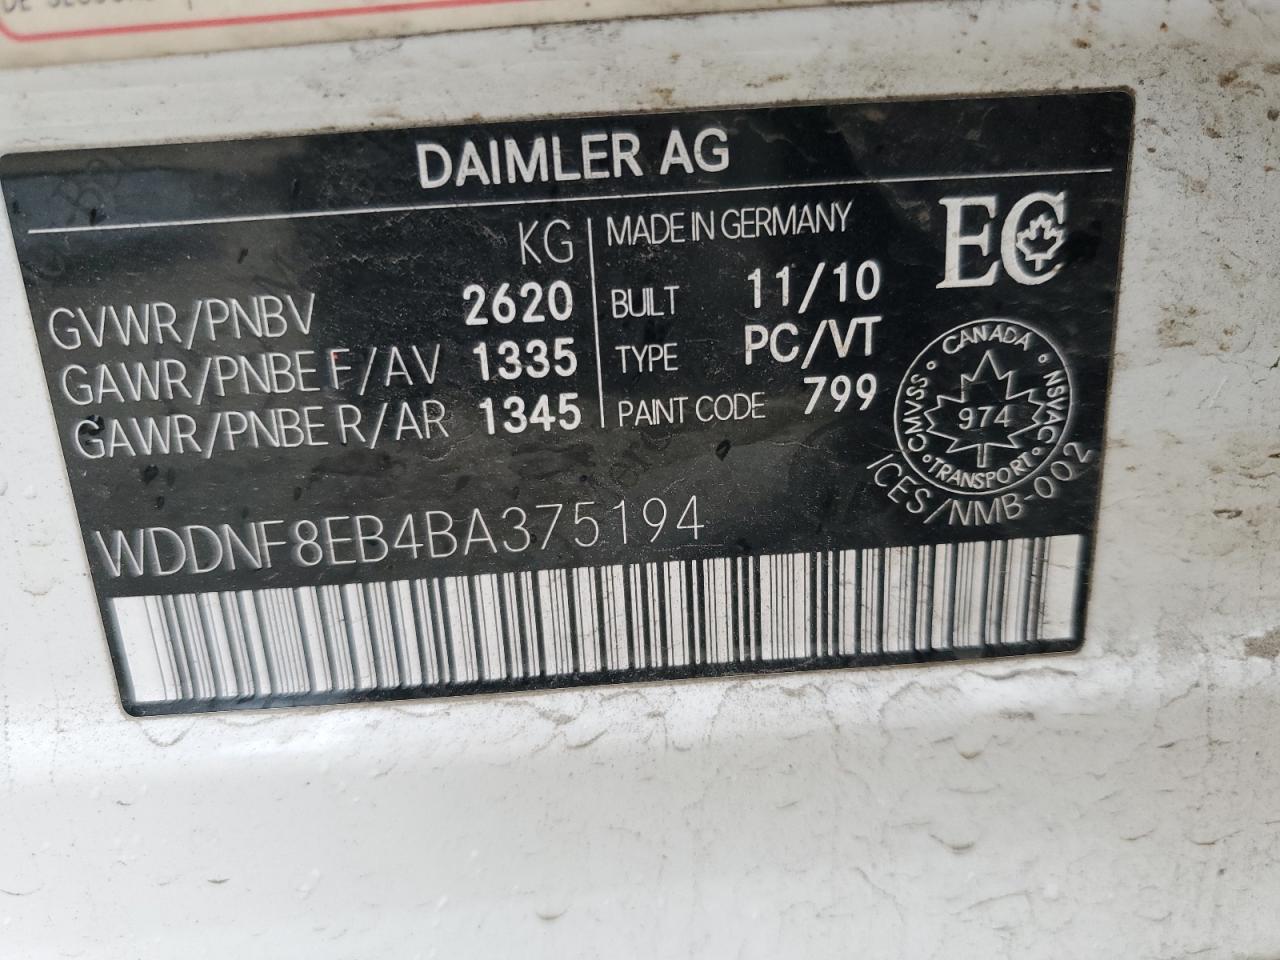 DAIMLER AG
KG
GVWR/PNBV 2620
GAWR/PNBE F/AV 1335
GAWR/PNBE R/AR 1345
MADE IN GERMANY
BUILT 11/10
TYPE PC/VT
PAINT CODE 799
EC
CANADA
NSVAC
TRANSPORT
CMVSS
974
ICES/NMB-002
WDDNF8EB4BA375194